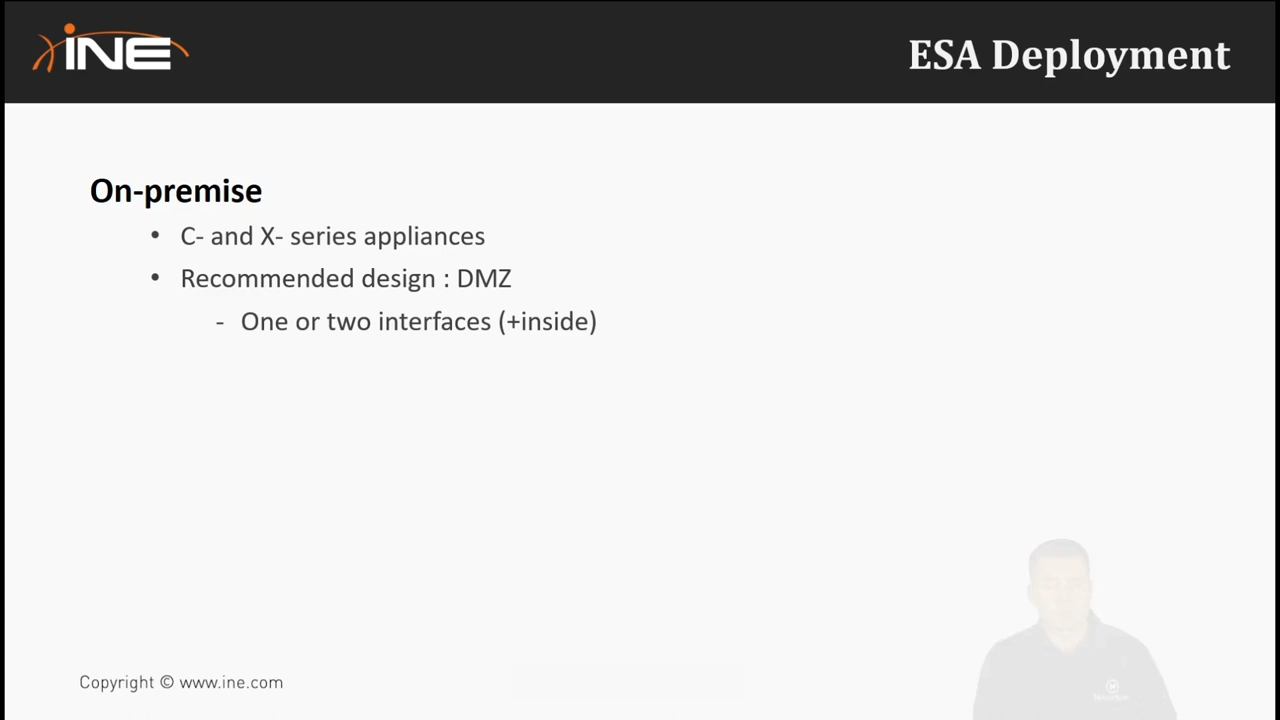 INE
ESA Deployment
On-premise
• C- and X- series appliances
• Recommended design : DMZ
- One or two interfaces (+inside)
Copyright © www.ine.com